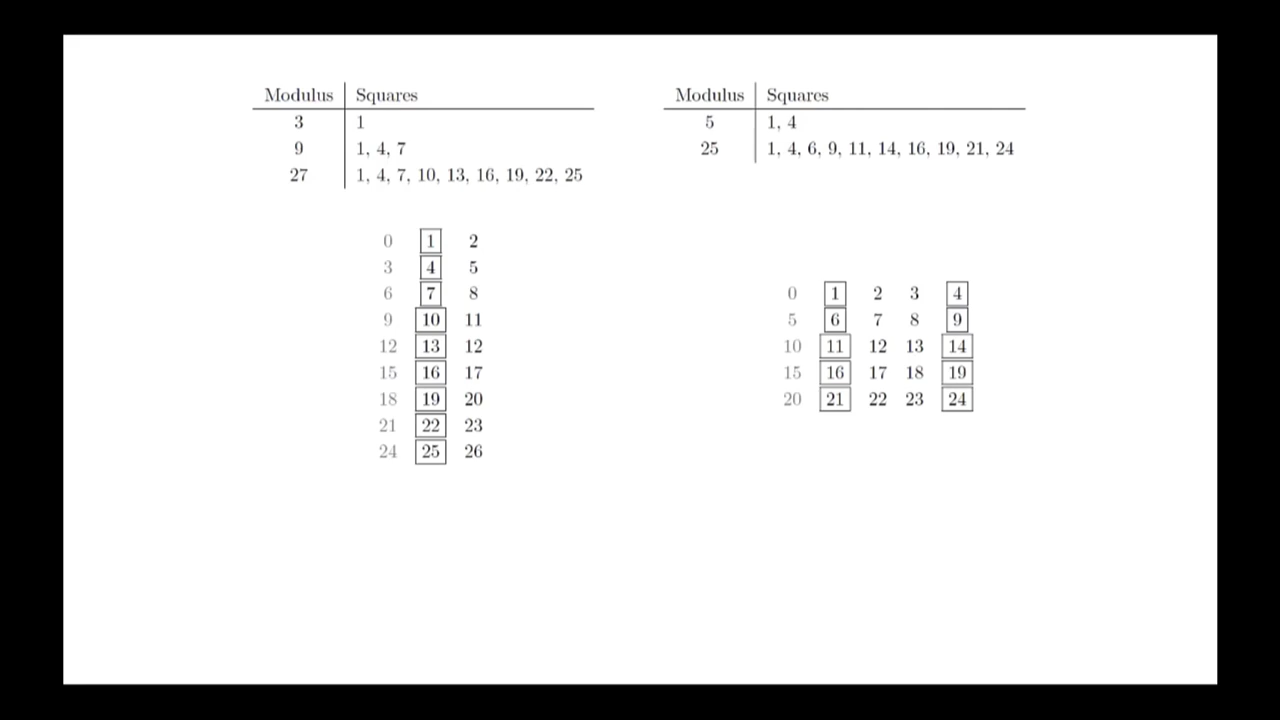 Modulus Squares
3 1
9 1, 4, 7
27 1, 4, 7, 10, 13, 16, 19, 22, 25
0 1 2
3 4 5
6 7 8
9 10 11
12 13 12
15 16 17
18 19 20
21 22 23
24 25 26
Modulus Squares
5 1, 4
25 1, 4, 6, 9, 11, 14, 16, 19, 21, 24
0 1 2 3 4
5 6 7 8 9
10 11 12 13 14
15 16 17 18 19
20 21 22 23 24